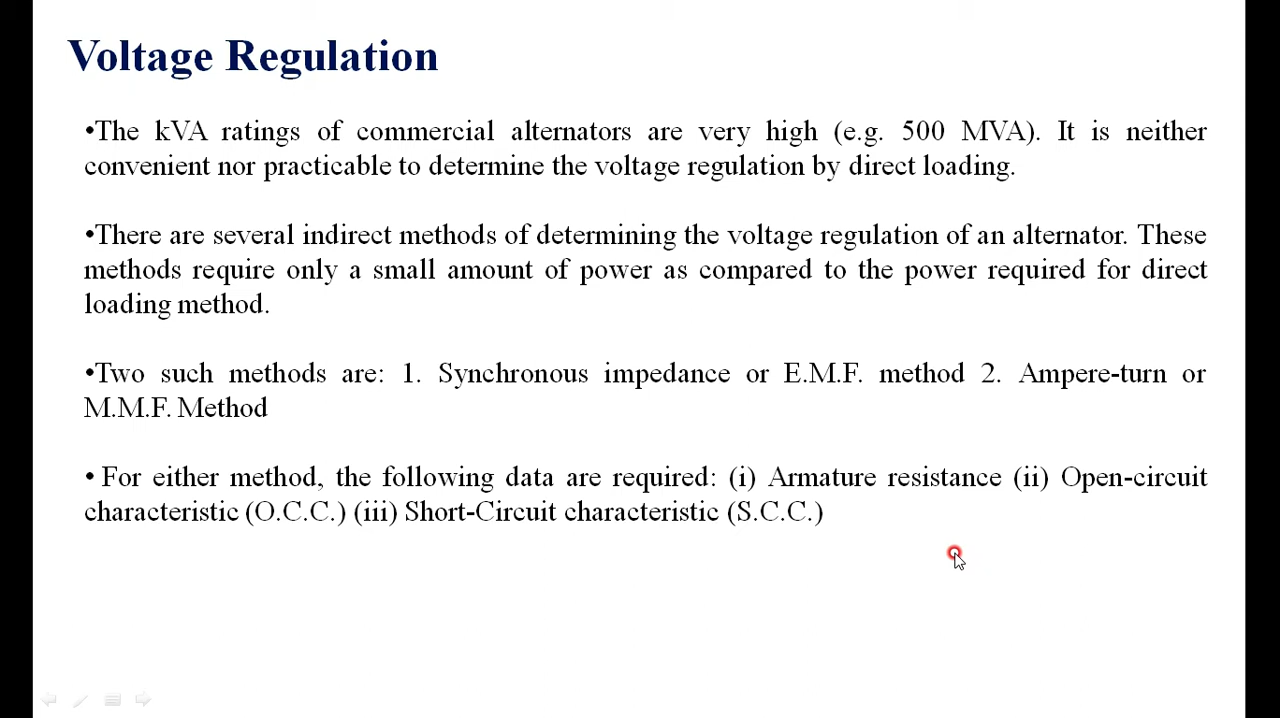 Voltage Regulation
•The kVA ratings of commercial alternators are very high (e.g. 500 MVA). It is neither
convenient nor practicable to determine the voltage regulation by direct loading.
•There are several indirect methods of determining the voltage regulation of an alternator. These
methods require only a small amount of power as compared to the power required for direct
loading method.
•Two such methods are: 1. Synchronous impedance or E.M.F. method 2. Ampere-turn or
M.M.F. Method
• For either method, the following data are required: (i) Armature resistance (ii) Open-circuit
characteristic (O.C.C.) (iii) Short-Circuit characteristic (S.C.C.)